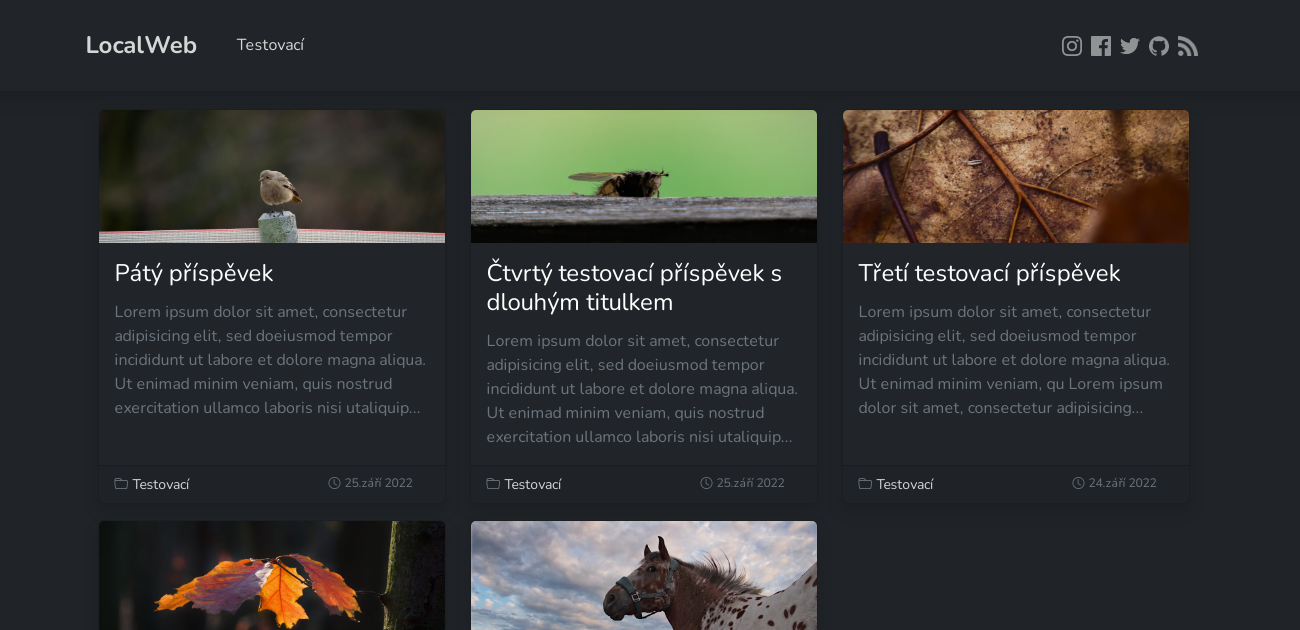 LocalWeb
Testovací
Pátý příspěvek
Lorem ipsum dolor sit amet, consectetur
adipisicing elit, sed doeiusmod tempor
incididunt ut labore et dolore magna aliqua.
Ut enimad minim veniam, quis nostrud
exercitation ullamco laboris nisi utaliquip...
Testovací
25.září 2022
Čtvrtý testovací příspěvek s
dlouhým titulkem
Lorem ipsum dolor sit amet, consectetur
adipisicing elit, sed doeiusmod tempor
incididunt ut labore et dolore magna aliqua.
Ut enimad minim veniam, quis nostrud
exercitation ullamco laboris nisi utaliquip...
Testovací
25.září 2022
Třetí testovací příspěvek
Lorem ipsum dolor sit amet, consectetur
adipisicing elit, sed doeiusmod tempor
incididunt ut labore et dolore magna aliqua.
Ut enimad minim veniam, qu Lorem ipsum
dolor sit amet, consectetur adipisicing...
Testovací
24.září 2022